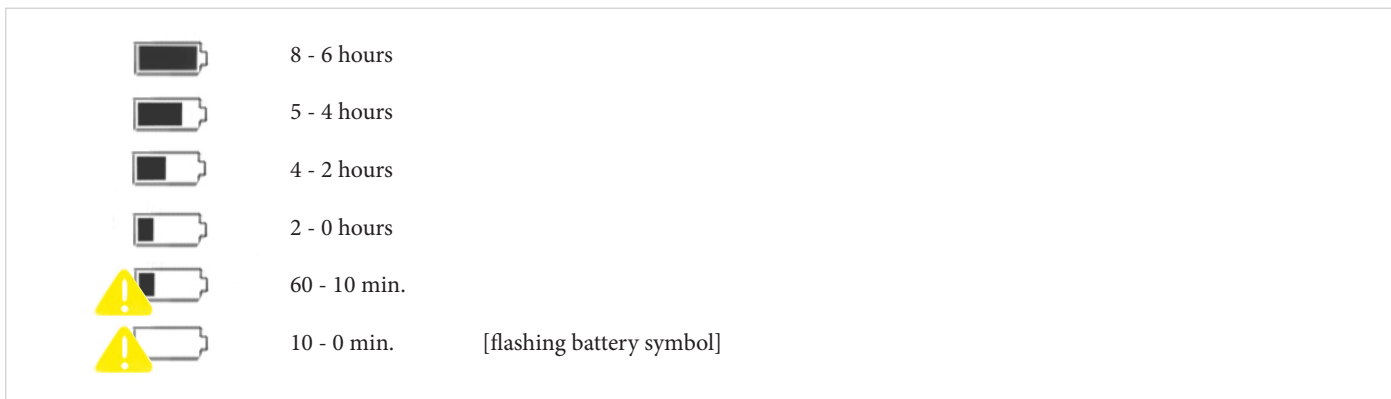 8 - 6 hours
5 - 4 hours
4 - 2 hours
2 - 0 hours
60 - 10 min.
10 - 0 min. [flashing battery symbol]